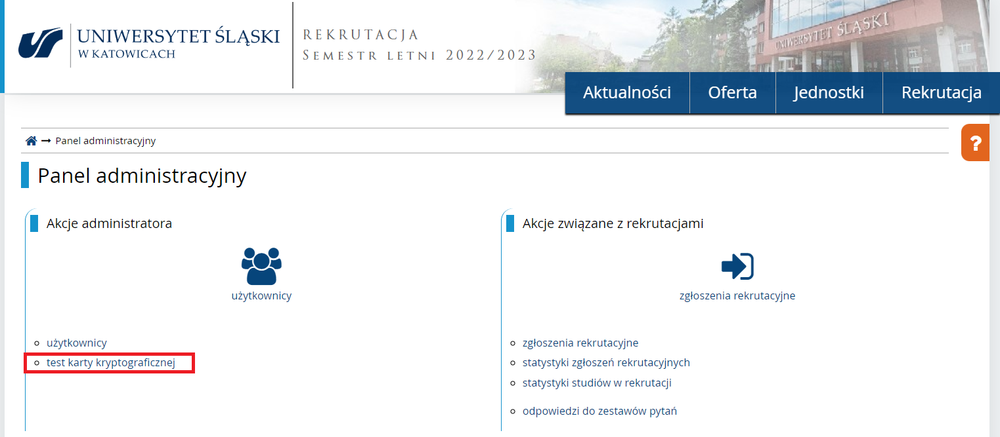 UNIWERSYTET ŚLĄSKI
W KATOWICACH
REKRUTACJA
SEMESTR LETNI 2022/2023
UNIWERSYTET ŚLĄSKI
Aktualności
Oferta
Jednostki
Rekrutacja
Panel administracyjny
?
Panel administracyjny
Akcje administratora
użytkownicy
użytkownicy
test karty kryptograficznej
Akcje związane z rekrutacjami
zgłoszenia rekrutacyjne
zgłoszenia rekrutacyjne
statystyki zgłoszeń rekrutacyjnych
statystyki studiów w rekrutacji
odpowiedzi do zestawów pytań